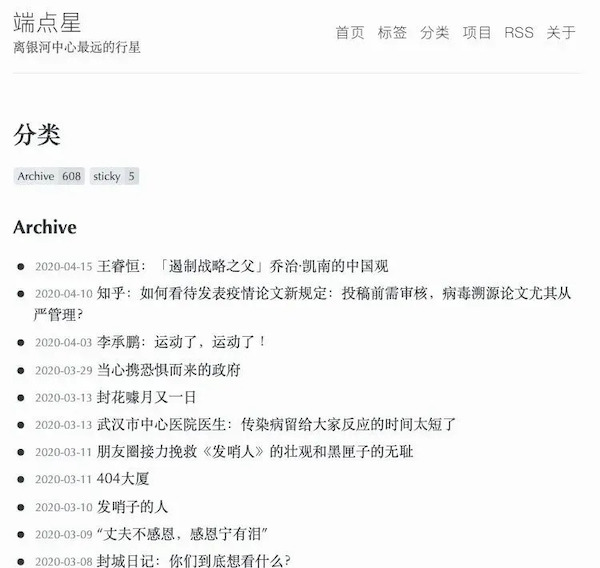 端点星
离银河中心最远的行星
首页 标签 分类 项目 RSS 关于
分类
Archive 608 sticky 5
Archive
2020-04-15 王睿恒：「遏制战略之父」乔治·凯南的中国观
2020-04-10 知乎：如何看待发表疫情论文新规定：投稿前需审核，病毒溯源论文尤其从
严管理？
2020-04-03 李承鹏：运动了，运动了！
2020-03-29 当心携恐惧而来的政府
2020-03-13 封花噱月又一日
2020-03-13 武汉市中心医院医生：传染病留给大家反应的时间太短了
2020-03-11 朋友圈接力挽救《发哨人》的壮观和黑匣子的无耻
2020-03-11 404大厦
2020-03-10 发哨子的人
2020-03-09 “丈夫不感恩，感恩宁有泪”
2020-03-08 封城日记：你们到底想看什么？